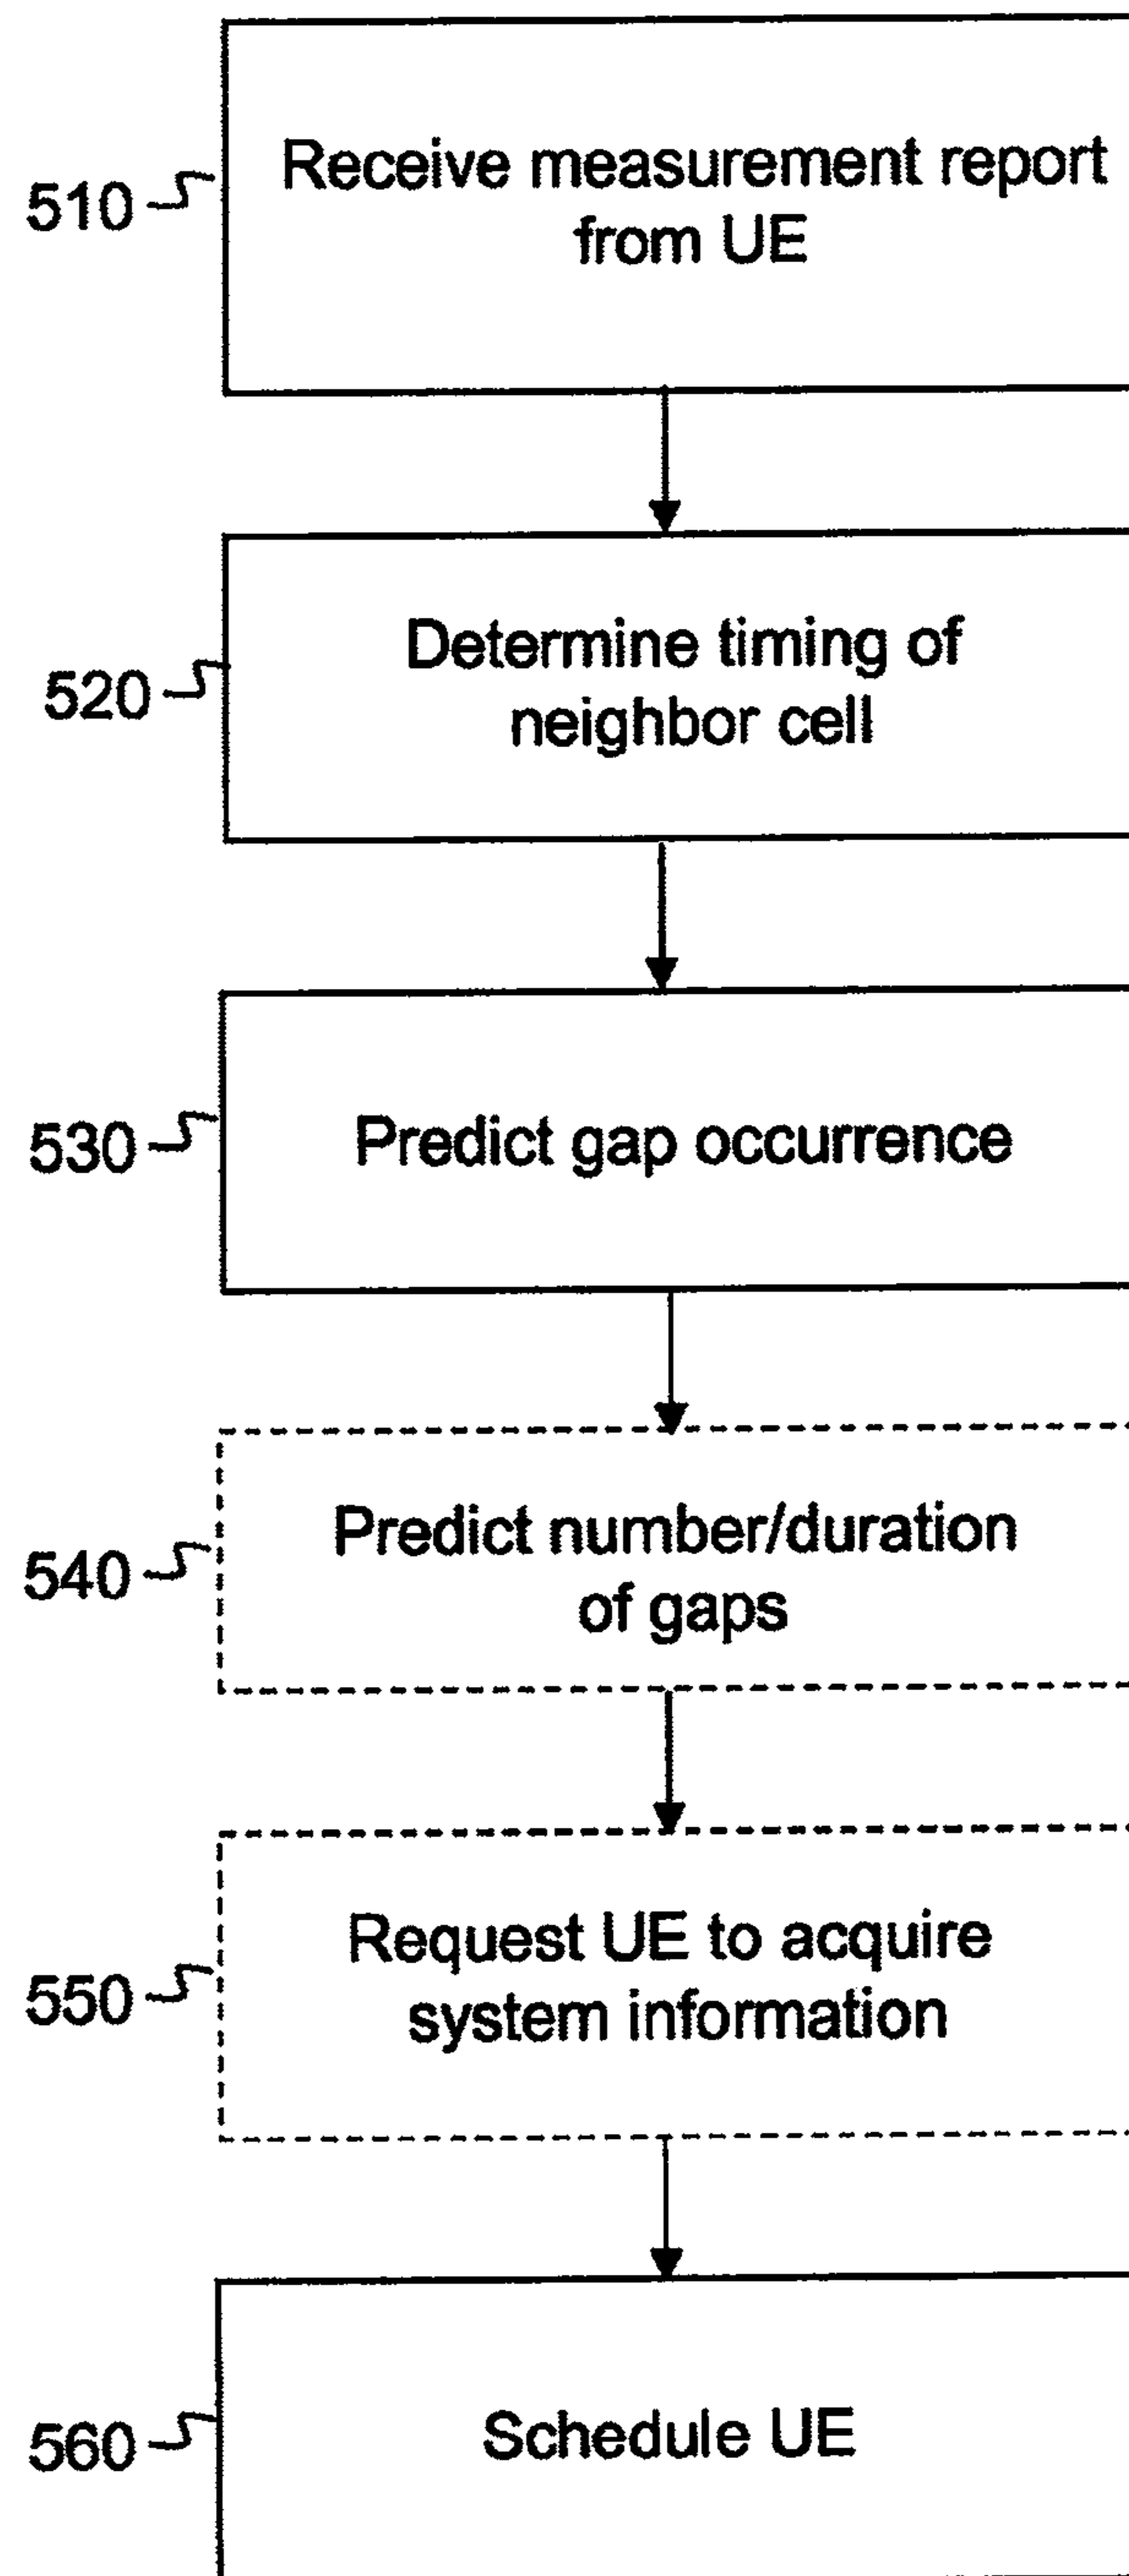 510
Receive measurement report
from UE
520
Determine timing of
neighbor cell
530
Predict gap occurrence
540
Predict number/duration
of gaps
550
Request UE to acquire
system information
560
Schedule UE